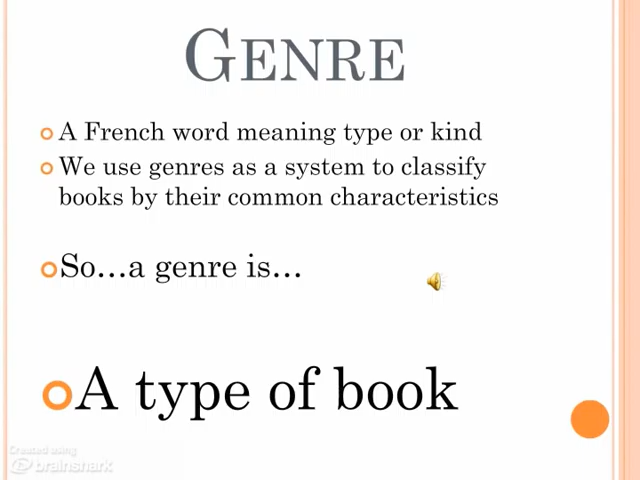 GENRE
A French word meaning type or kind
We use genres as a system to classify
books by their common characteristics
So...a genre is...
A type of book
Created using
brainshark